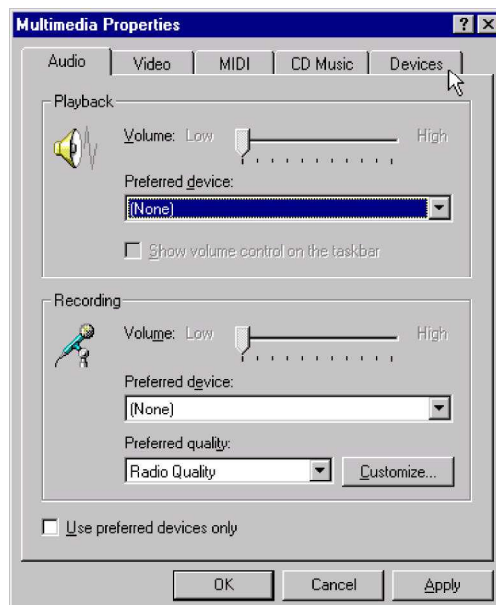 Multimedia Properties
Audio Video MIDI CD Music Devices
Playback
Volume: Low High
Preferred device:
(None)
Show volume control on the taskbar
Recording
Volume: Low High
Preferred device:
(None)
Preferred quality:
Radio Quality Customize...
Use preferred devices only
OK Cancel Apply